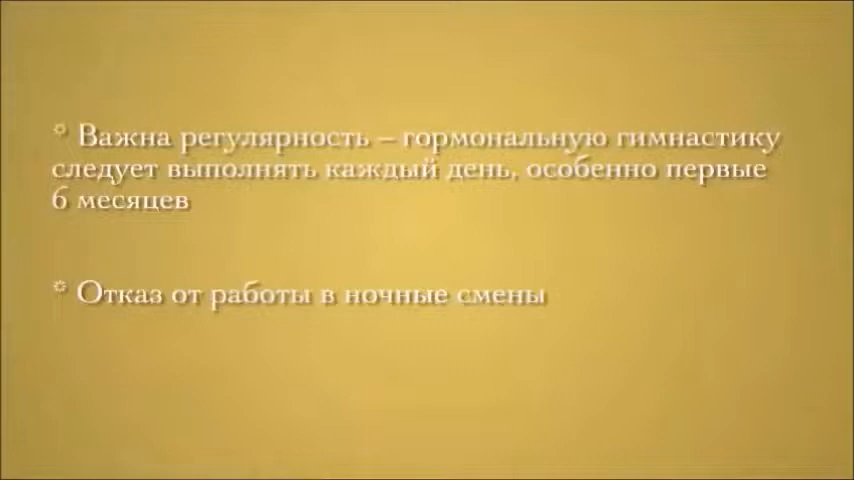 * Важна регулярность – гормональную гимнастику
следует выполнять каждый день, особенно первые
6 месяцев
* Отказ от работы в ночные смены